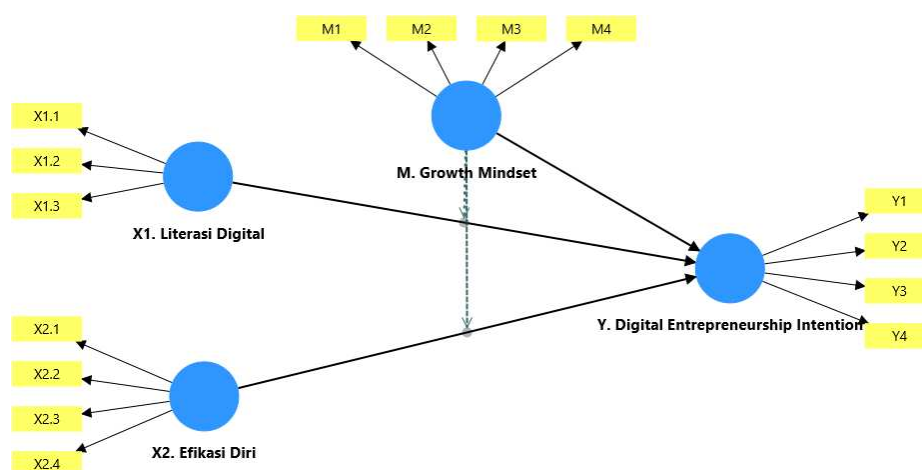 M1
M2
M3
M4
M. Growth Mindset
X1.1
X1.2
X1.3
X1. Literasi Digital
X2.1
X2.2
X2.3
X2.4
X2. Efikasi Diri
Y1
Y2
Y3
Y4
Y. Digital Entrepreneurship Intention